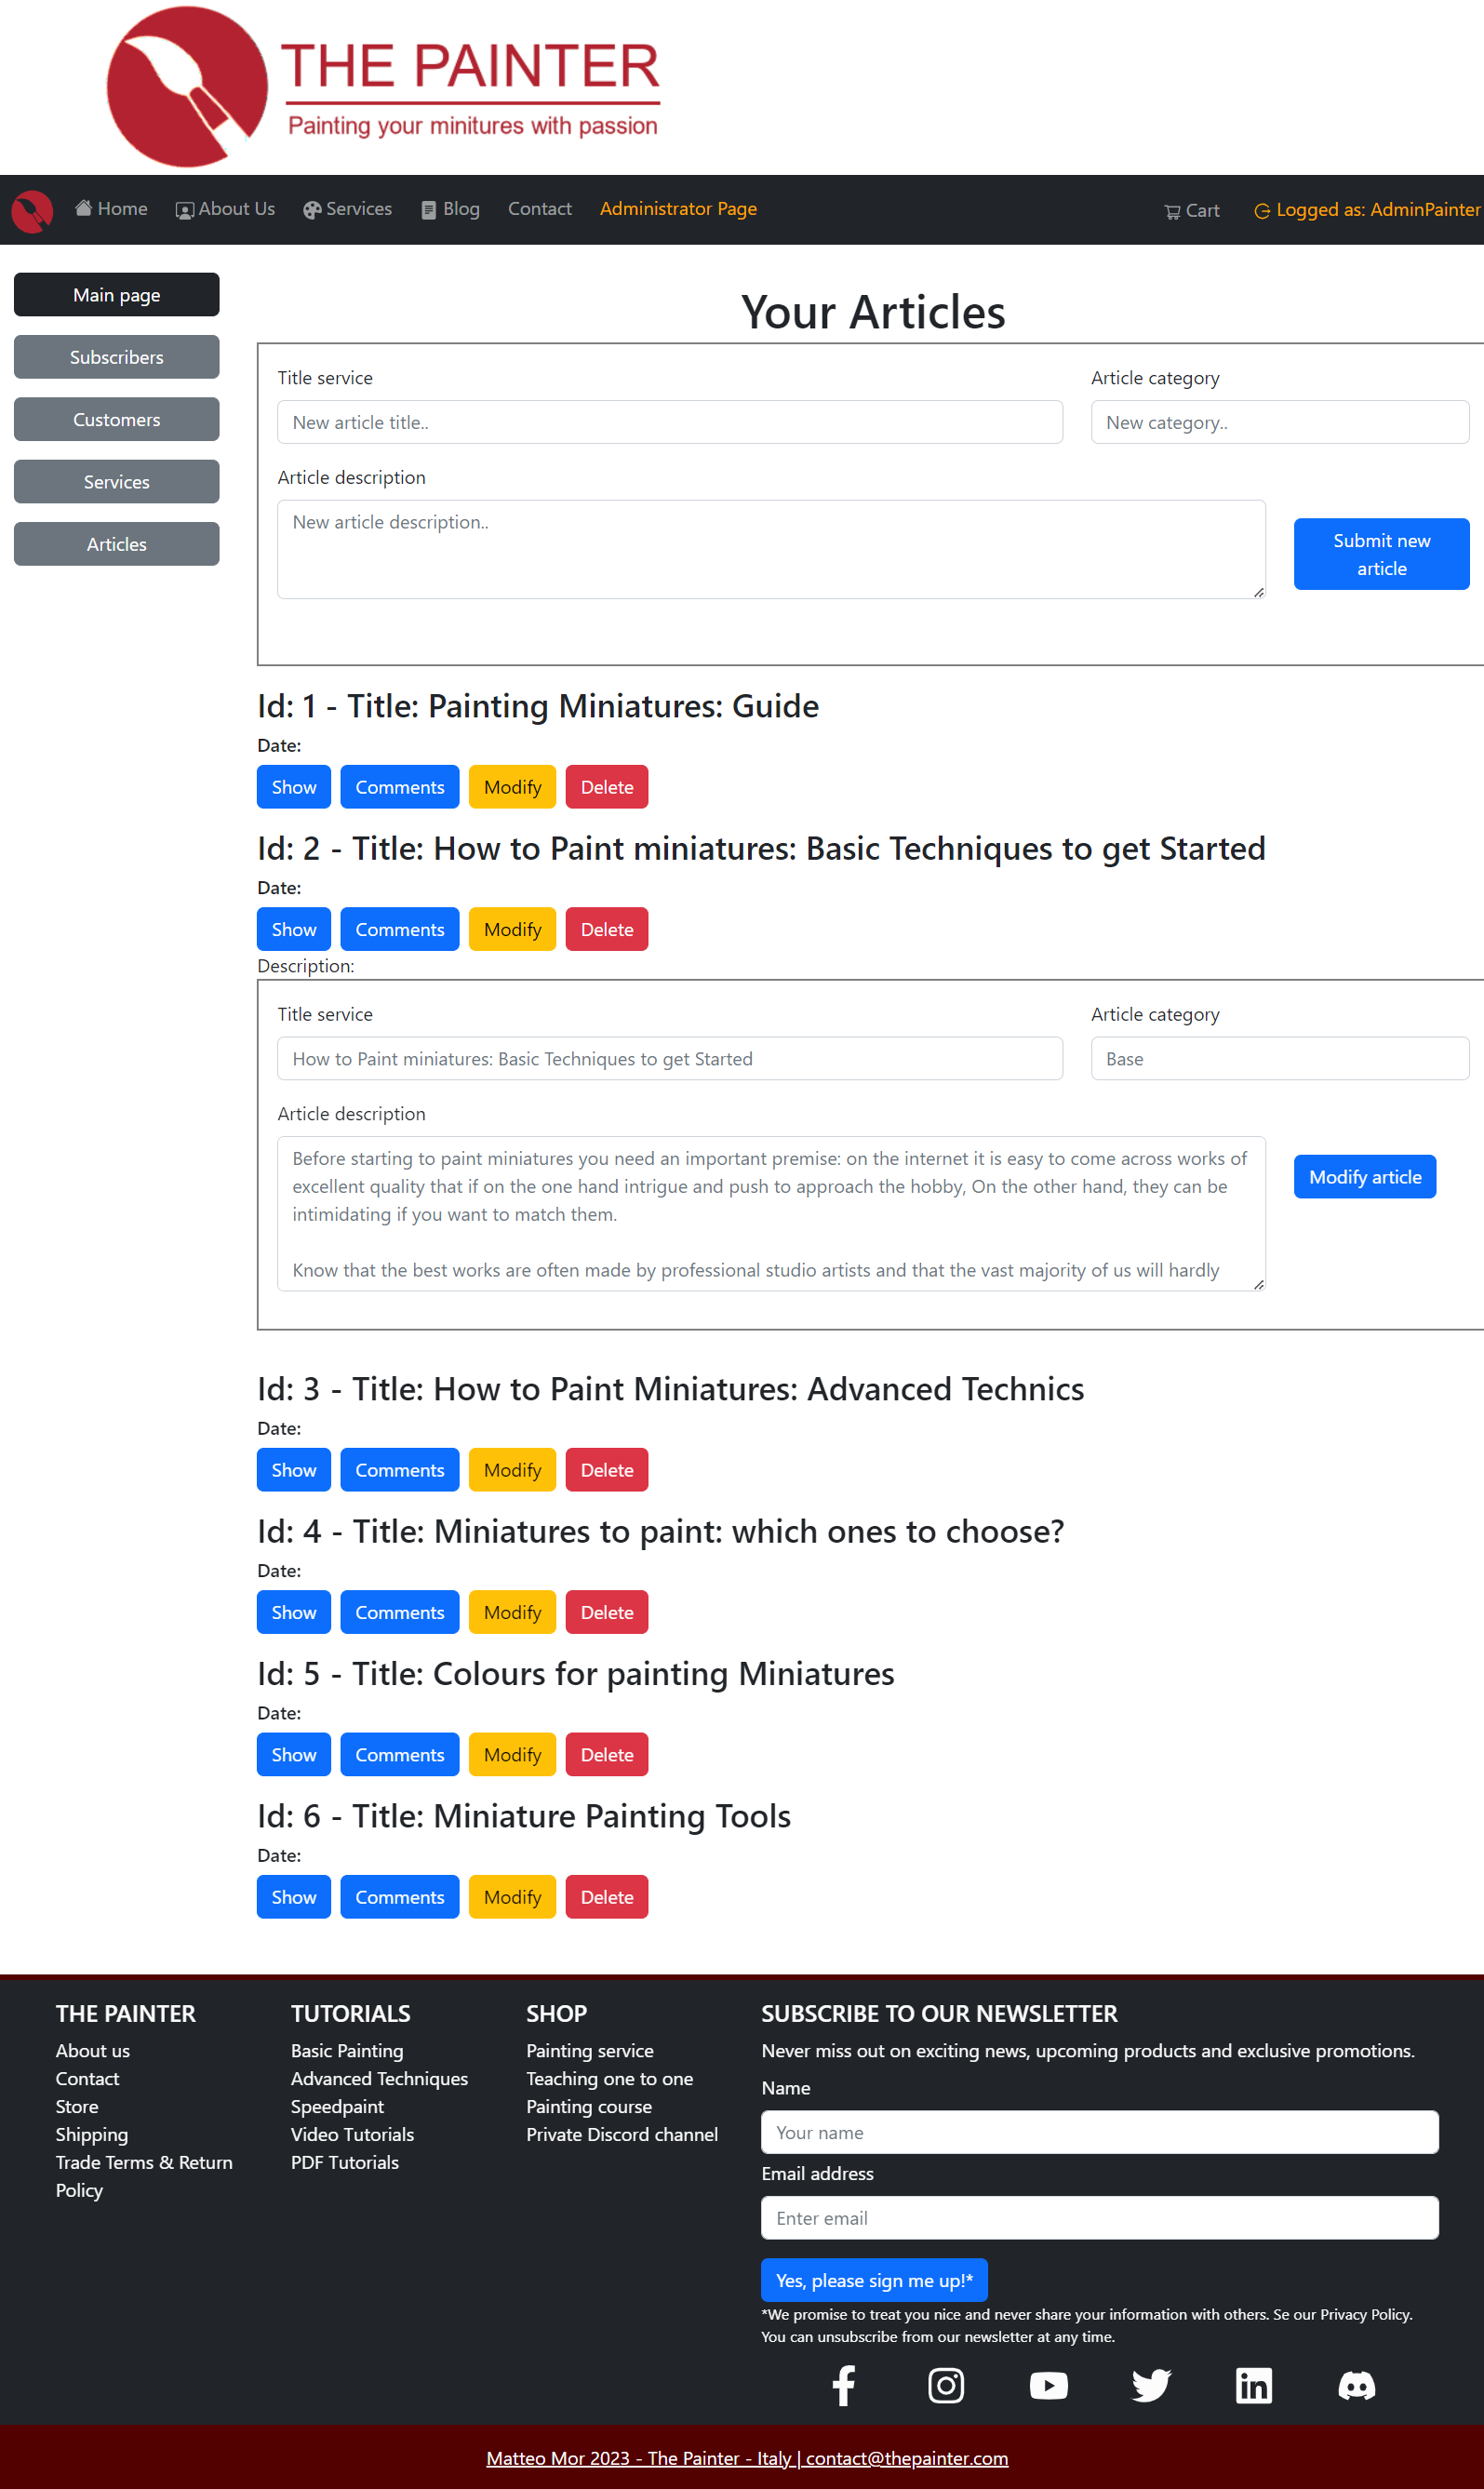 THE PAINTER
Painting your minitures with passion
Home
About Us
Services
Blog
Contact
Administrator Page
Cart
Logged as: AdminPainter
Main page
Subscribers
Customers
Services
Articles
Your Articles
Title service
Article category
New article title..
New category..
Article description
New article description..
Submit new
article
Id: 1 - Title: Painting Miniatures: Guide
Date:
Show
Comments
Modify
Delete
Id: 2 - Title: How to Paint miniatures: Basic Techniques to get Started
Date:
Show
Comments
Modify
Delete
Description:
Title service
Article category
How to Paint miniatures: Basic Techniques to get Started
Base
Article description
Before starting to paint miniatures you need an important premise: on the internet it is easy to come across works of
excellent quality that if on the one hand intrigue and push to approach the hobby, On the other hand, they can be
intimidating if you want to match them.
Know that the best works are often made by professional studio artists and that the vast majority of us will hardly
Modify article
Id: 3 - Title: How to Paint Miniatures: Advanced Technics
Date:
Show
Comments
Modify
Delete
Id: 4 - Title: Miniatures to paint: which ones to choose?
Date:
Show
Comments
Modify
Delete
Id: 5 - Title: Colours for painting Miniatures
Date:
Show
Comments
Modify
Delete
Id: 6 - Title: Miniature Painting Tools
Date:
Show
Comments
Modify
Delete
THE PAINTER
About us
Contact
Store
Shipping
Trade Terms & Return
Policy
TUTORIALS
Basic Painting
Advanced Techniques
Speedpaint
Video Tutorials
PDF Tutorials
SHOP
Painting service
Teaching one to one
Painting course
Private Discord channel
SUBSCRIBE TO OUR NEWSLETTER
Never miss out on exciting news, upcoming products and exclusive promotions.
Name
Your name
Email address
Enter email
Yes, please sign me up!*
*We promise to treat you nice and never share your information with others. Se our Privacy Policy.
You can unsubscribe from our newsletter at any time.
Matteo Mor 2023 - The Painter - Italy | contact@thepainter.com